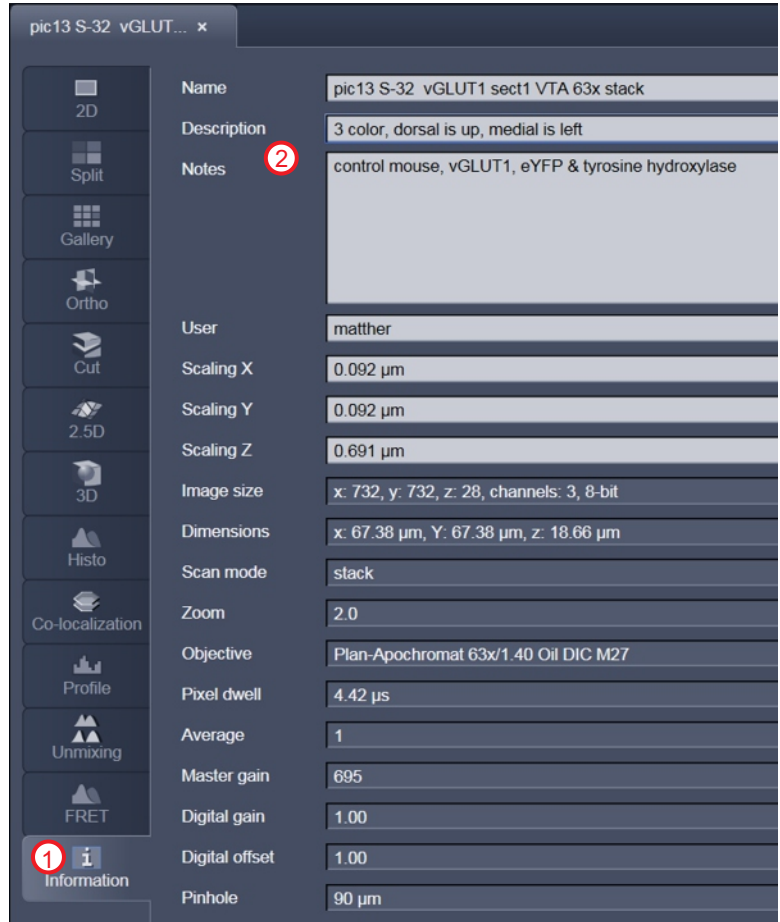 pic13 S-32 vGLUT... ×
2D
Split
Gallery
Ortho
Cut
2.5D
3D
Histo
Co-localization
Profile
Unmixing
FRET
1
i
Information
Name pic13 S-32 vGLUT1 sect1 VTA 63x stack
Description 3 color, dorsal is up, medial is left
2
Notes control mouse, vGLUT1, eYFP & tyrosine hydroxylase
User matther
Scaling X 0.092 µm
Scaling Y 0.092 µm
Scaling Z 0.691 µm
Image size x: 732, y: 732, z: 28, channels: 3, 8-bit
Dimensions x: 67.38 µm, Y: 67.38 µm, z: 18.66 µm
Scan mode stack
Zoom 2.0
Objective Plan-Apochromat 63x/1.40 Oil DIC M27
Pixel dwell 4.42 µs
Average 1
Master gain 695
Digital gain 1.00
Digital offset 1.00
Pinhole 90 µm